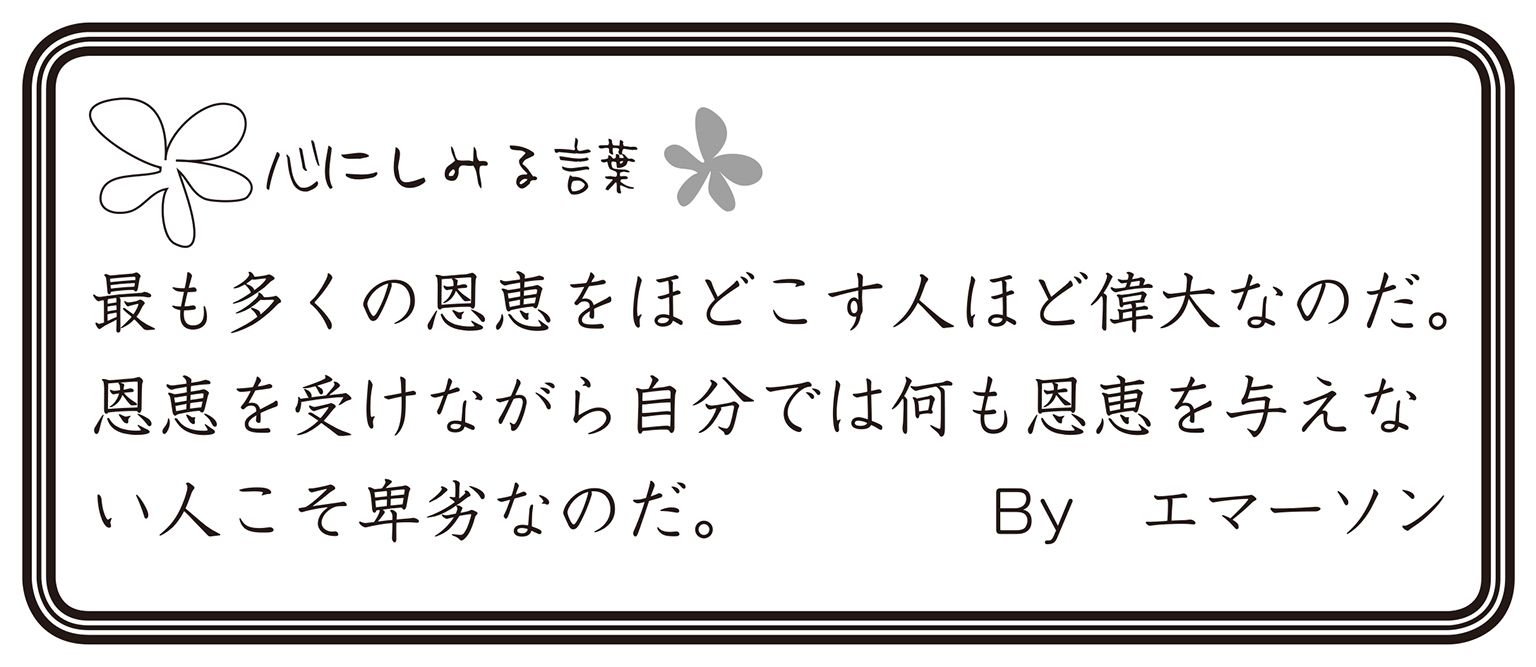 心にしみる言葉
最も多くの恩恵をほどこす人ほど偉大なのだ。
恩恵を受けながら自分では何も恩恵を与えな
い人こそ卑劣なのだ。　　　　By　エマーソン